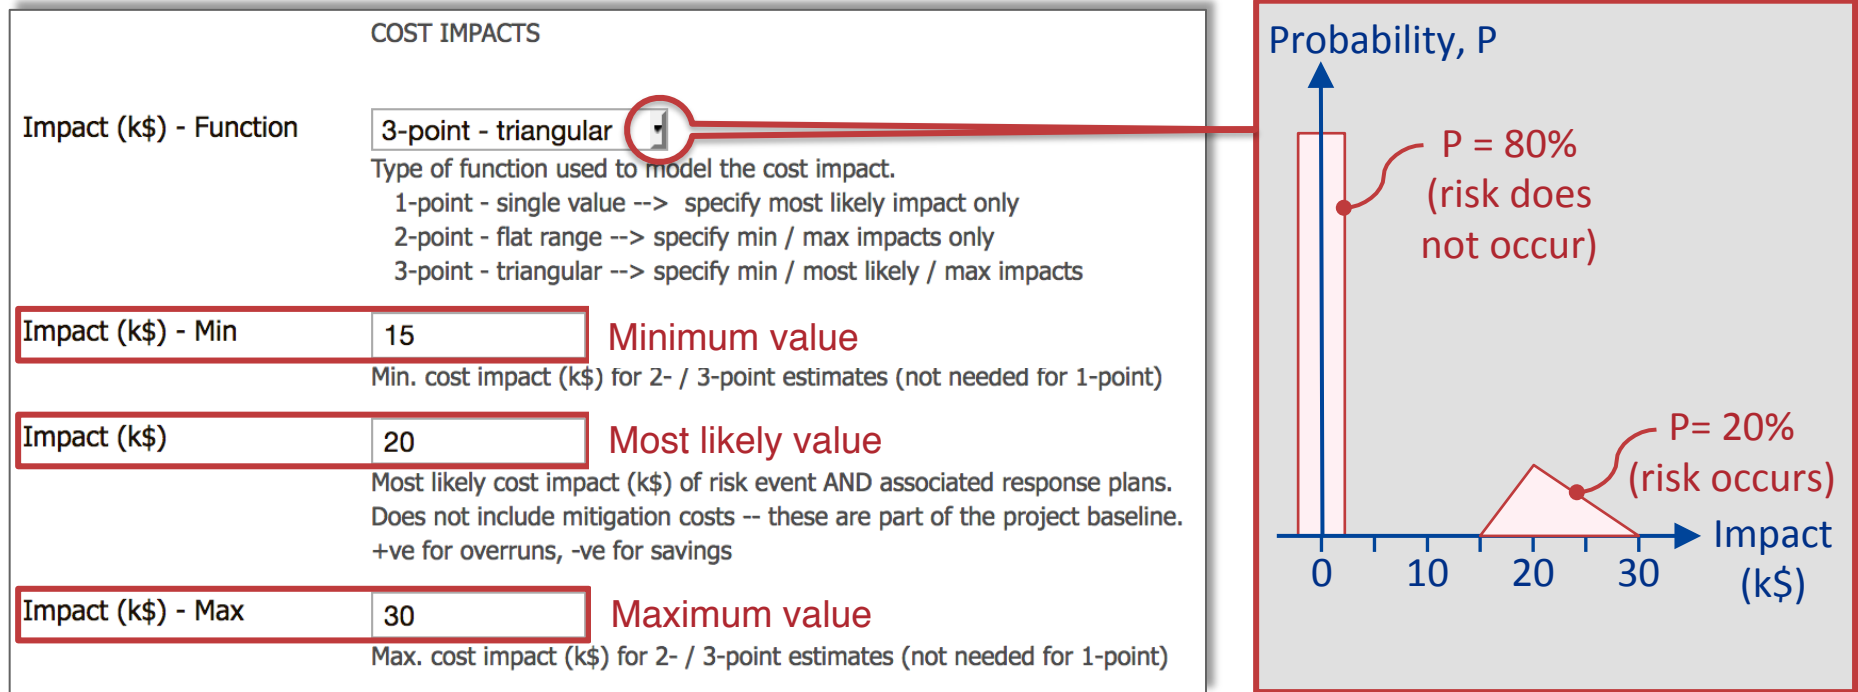 COST IMPACTS
Impact (k$) - Function
3-point - triangular
Type of function used to model the cost impact.
1-point - single value --> specify most likely impact only
2-point - flat range --> specify min / max impacts only
3-point - triangular --> specify min / most likely / max impacts
Impact (k$) - Min
15
Minimum value
Min. cost impact (k$) for 2- / 3-point estimates (not needed for 1-point)
Impact (k$)
20
Most likely value
Most likely cost impact (k$) of risk event AND associated response plans.
Does not include mitigation costs -- these are part of the project baseline.
+ve for overruns, -ve for savings
Impact (k$) - Max
30
Maximum value
Max. cost impact (k$) for 2- / 3-point estimates (not needed for 1-point)
Probability, P
P = 80%
(risk does
not occur)
P= 20%
(risk occurs)
Impact
(k$)
0 10 20 30